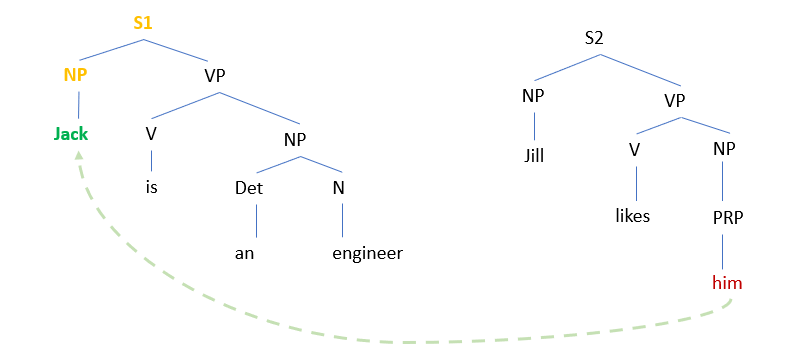 S1
NP VP
Jack V NP
is Det N
an engineer
S2
NP VP
Jill V NP
likes PRP
him